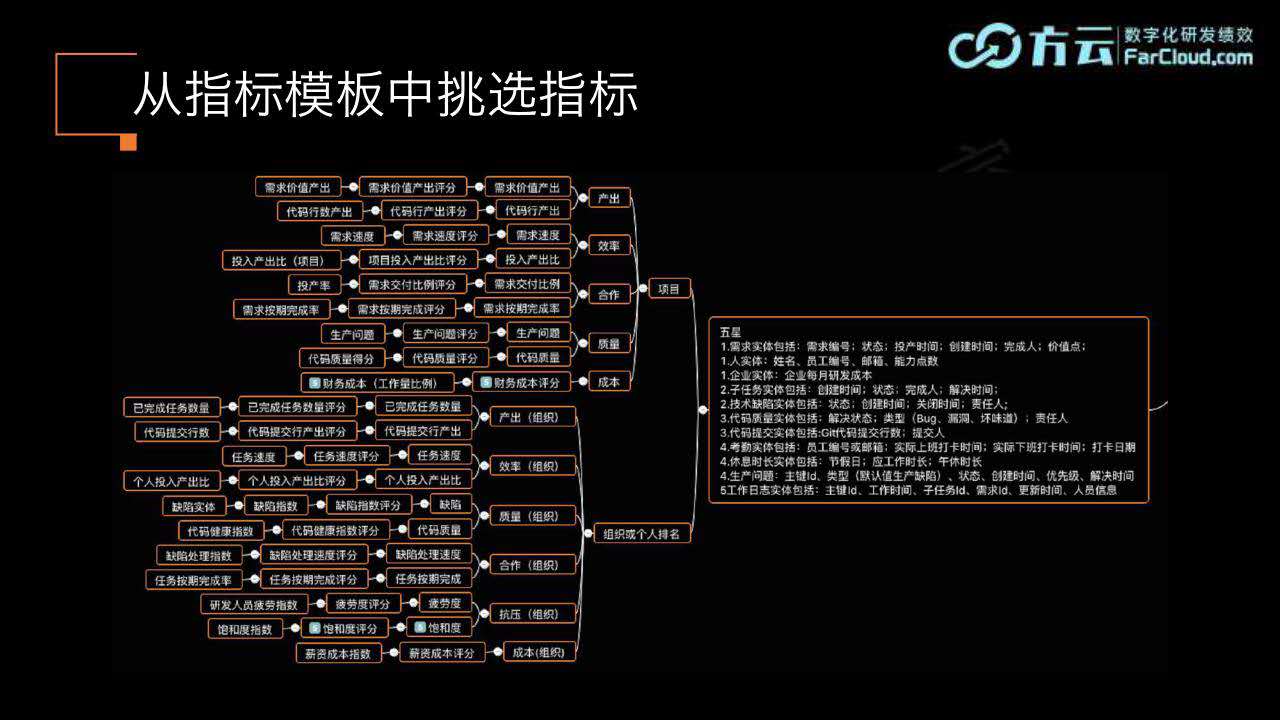 方云
数字化研发绩效
FarCloud.com
从指标模板中挑选指标
需求价值产出 需求价值产出评分 需求价值产出
产出
代码行数产出 代码行产出评分 代码行产出
需求速度 需求速度评分 需求速度
效率
投入产出比（项目） 项目投入产出比评分 投入产出比
投产率 需求交付比例评分 需求交付比例
项目
合作
需求按期完成率 需求按期完成评分 需求按期完成率
生产问题 生产问题评分 生产问题
质量
代码质量得分 代码质量评分 代码质量
5 财务成本（工作量比例） 5 财务成本评分 成本
已完成任务数量 已完成任务数量评分 已完成任务数量
产出（组织）
代码提交行数 代码提交行产出评分 代码提交行产出
任务速度 任务速度评分 任务速度
效率（组织）
个人投入产出比 个人投入产出比评分 个人投入产出比
缺陷实体 缺陷指数 缺陷指数评分 缺陷
质量（组织）
代码健康指数 代码健康指数评分 代码质量
组织或个人排名
缺陷处理指数 缺陷处理速度评分 缺陷处理速度
合作（组织）
任务按期完成率 任务按期完成评分 任务按期完成
研发人员疲劳指数 疲劳度评分 疲劳度
抗压（组织）
饱和度指数 5 饱和度评分 5 饱和度
薪资成本指数 薪资成本评分 成本(组织)
五星
1.需求实体包括：需求编号；状态；投产时间；创建时间；完成人；价值点；
1.人实体：姓名、员工编号、邮箱、能力点数
1.企业实体：企业每月研发成本
2.子任务实体包括：创建时间；状态；完成人；解决时间；
2.技术缺陷实体包括：状态；创建时间；关闭时间；责任人;
3.代码质量实体包括：解决状态；类型（Bug、漏洞、坏味道）；责任人
3.代码提交实体包括:Git代码提交行数；提交人
4.考勤实体包括：员工编号或邮箱；实际上班打卡时间；实际下班打卡时间；打卡日期
4.休息时长实体包括：节假日；应工作时长；午休时长
4.生产问题：主键Id、类型（默认值生产缺陷）、状态、创建时间、优先级、解决时间
5工作日志实体包括：主键Id、工作时间、子任务Id、需求Id、更新时间、人员信息